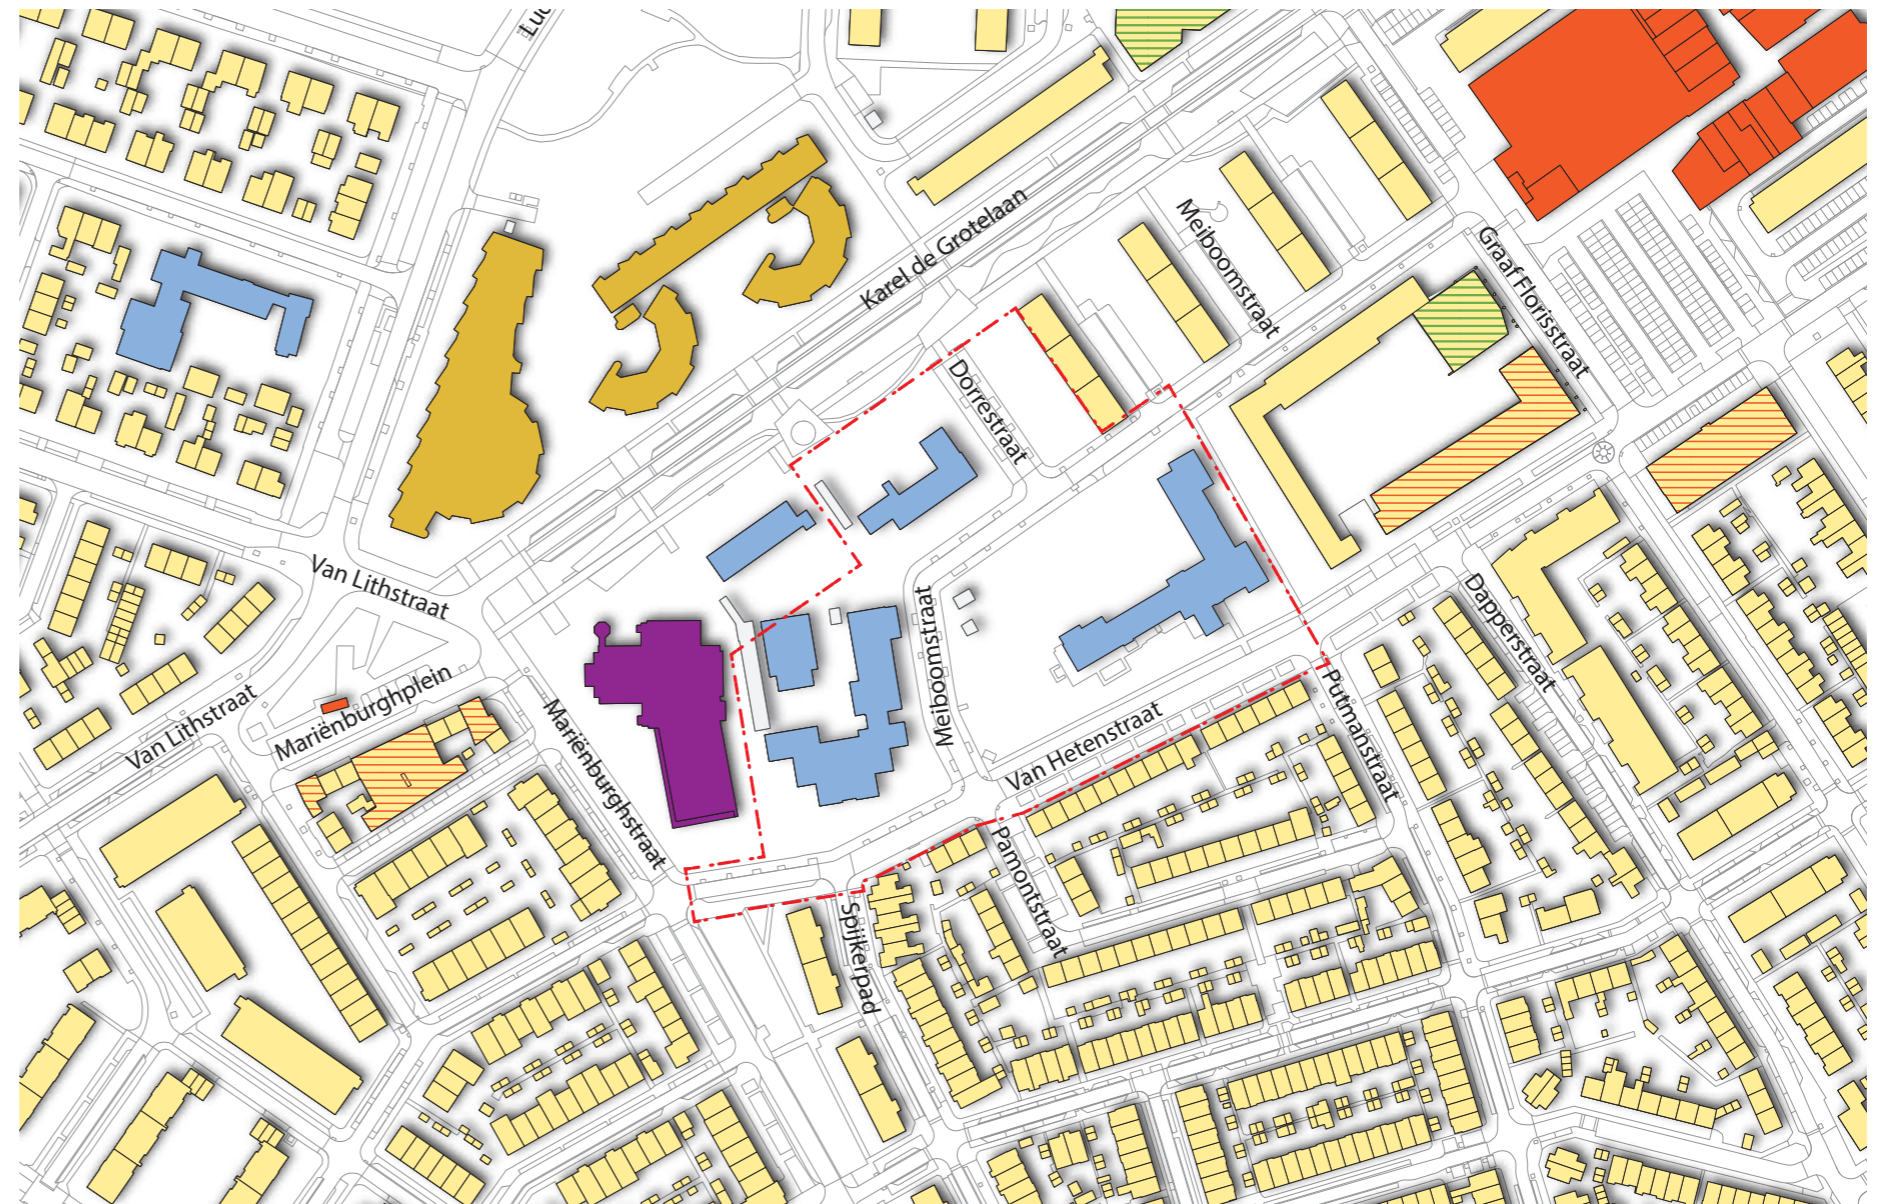 Luc
Karel de Grotelaan
Meiboomstraat
Graaf Florisstraat
Dorrestraat
Van Lithstraat
Meiboomstraat
Dapperstraat
Van Lithstraat
Mariënburghplein
Mariënburghstraat
Van Hetenstraat
Putmanstraat
Pamontstraat
Spijkerpad